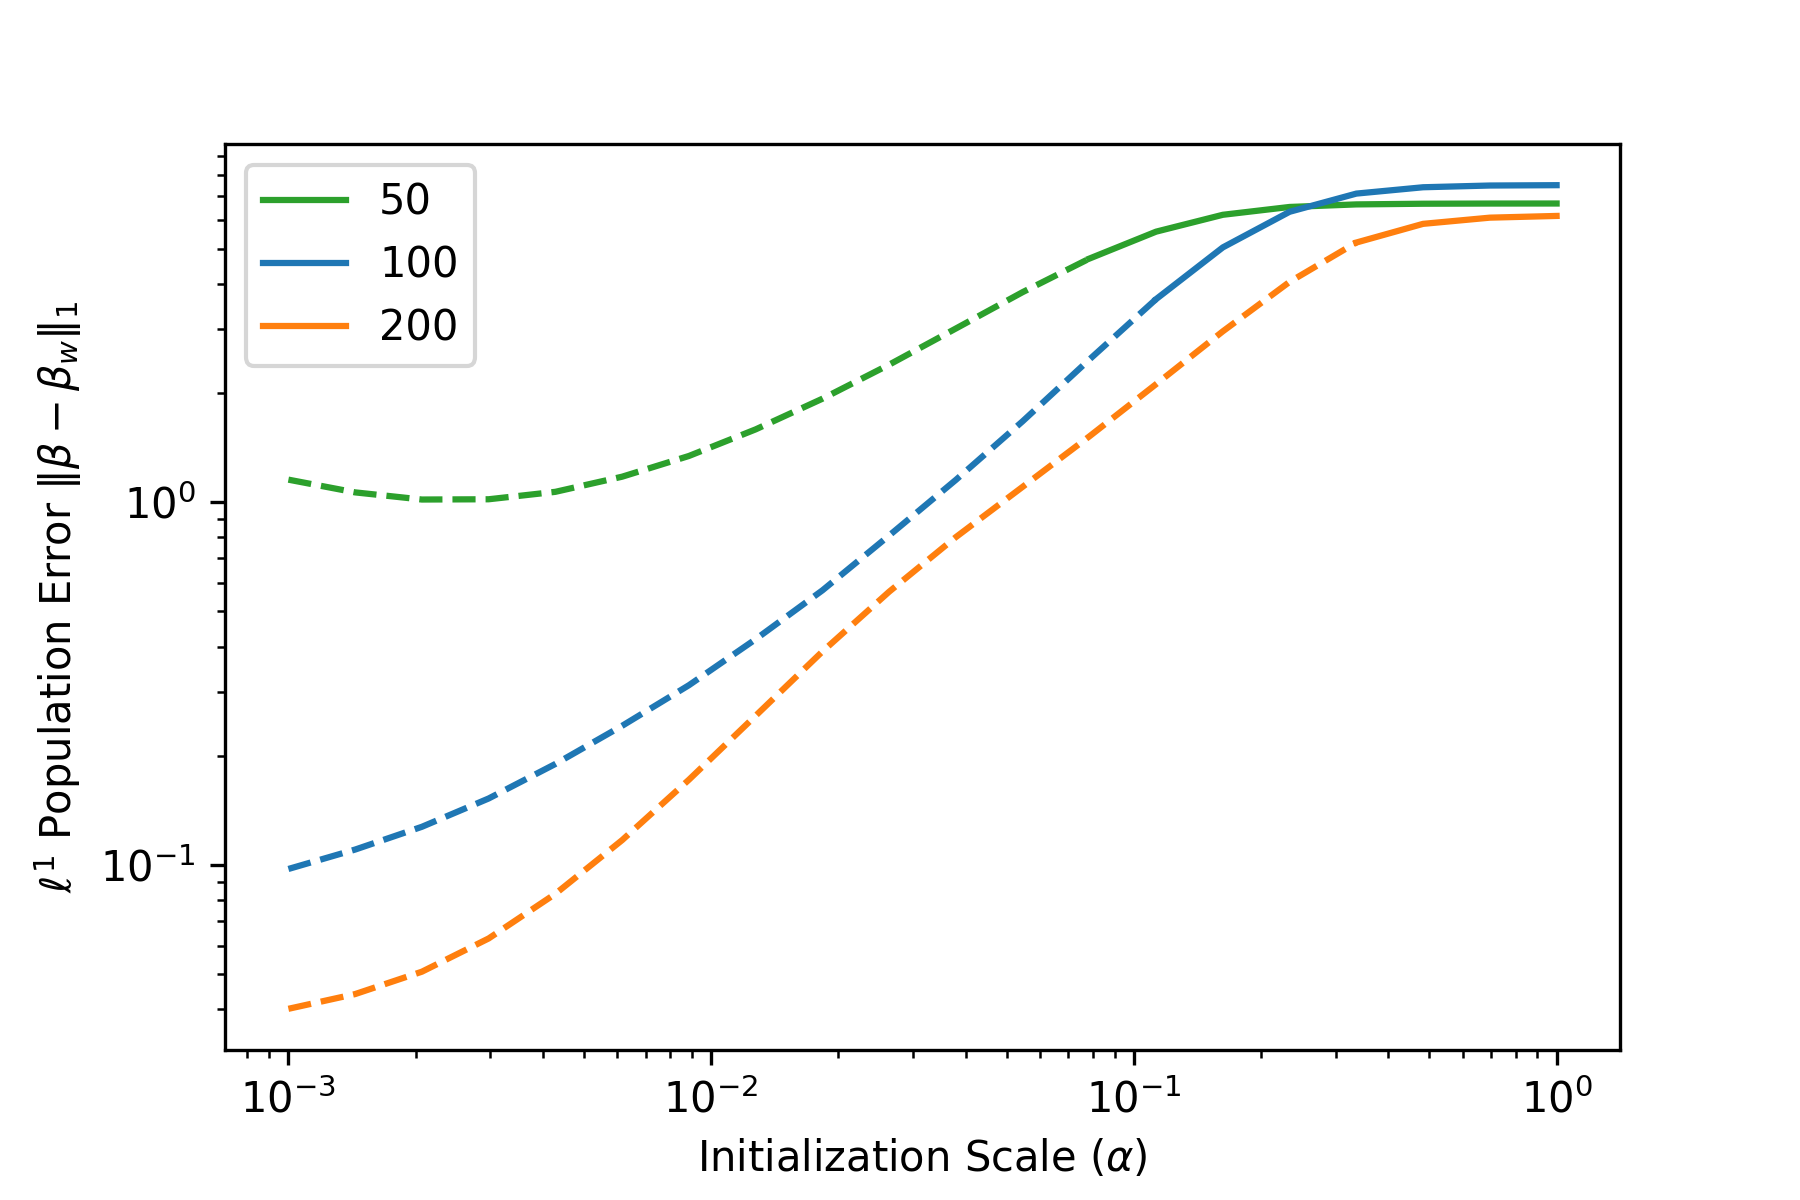 50
100
200
10⁰
10⁻¹
ℓ¹ Population Error ‖β − β_w‖₁
10⁻³ 10⁻² 10⁻¹ 10⁰
Initialization Scale (α)